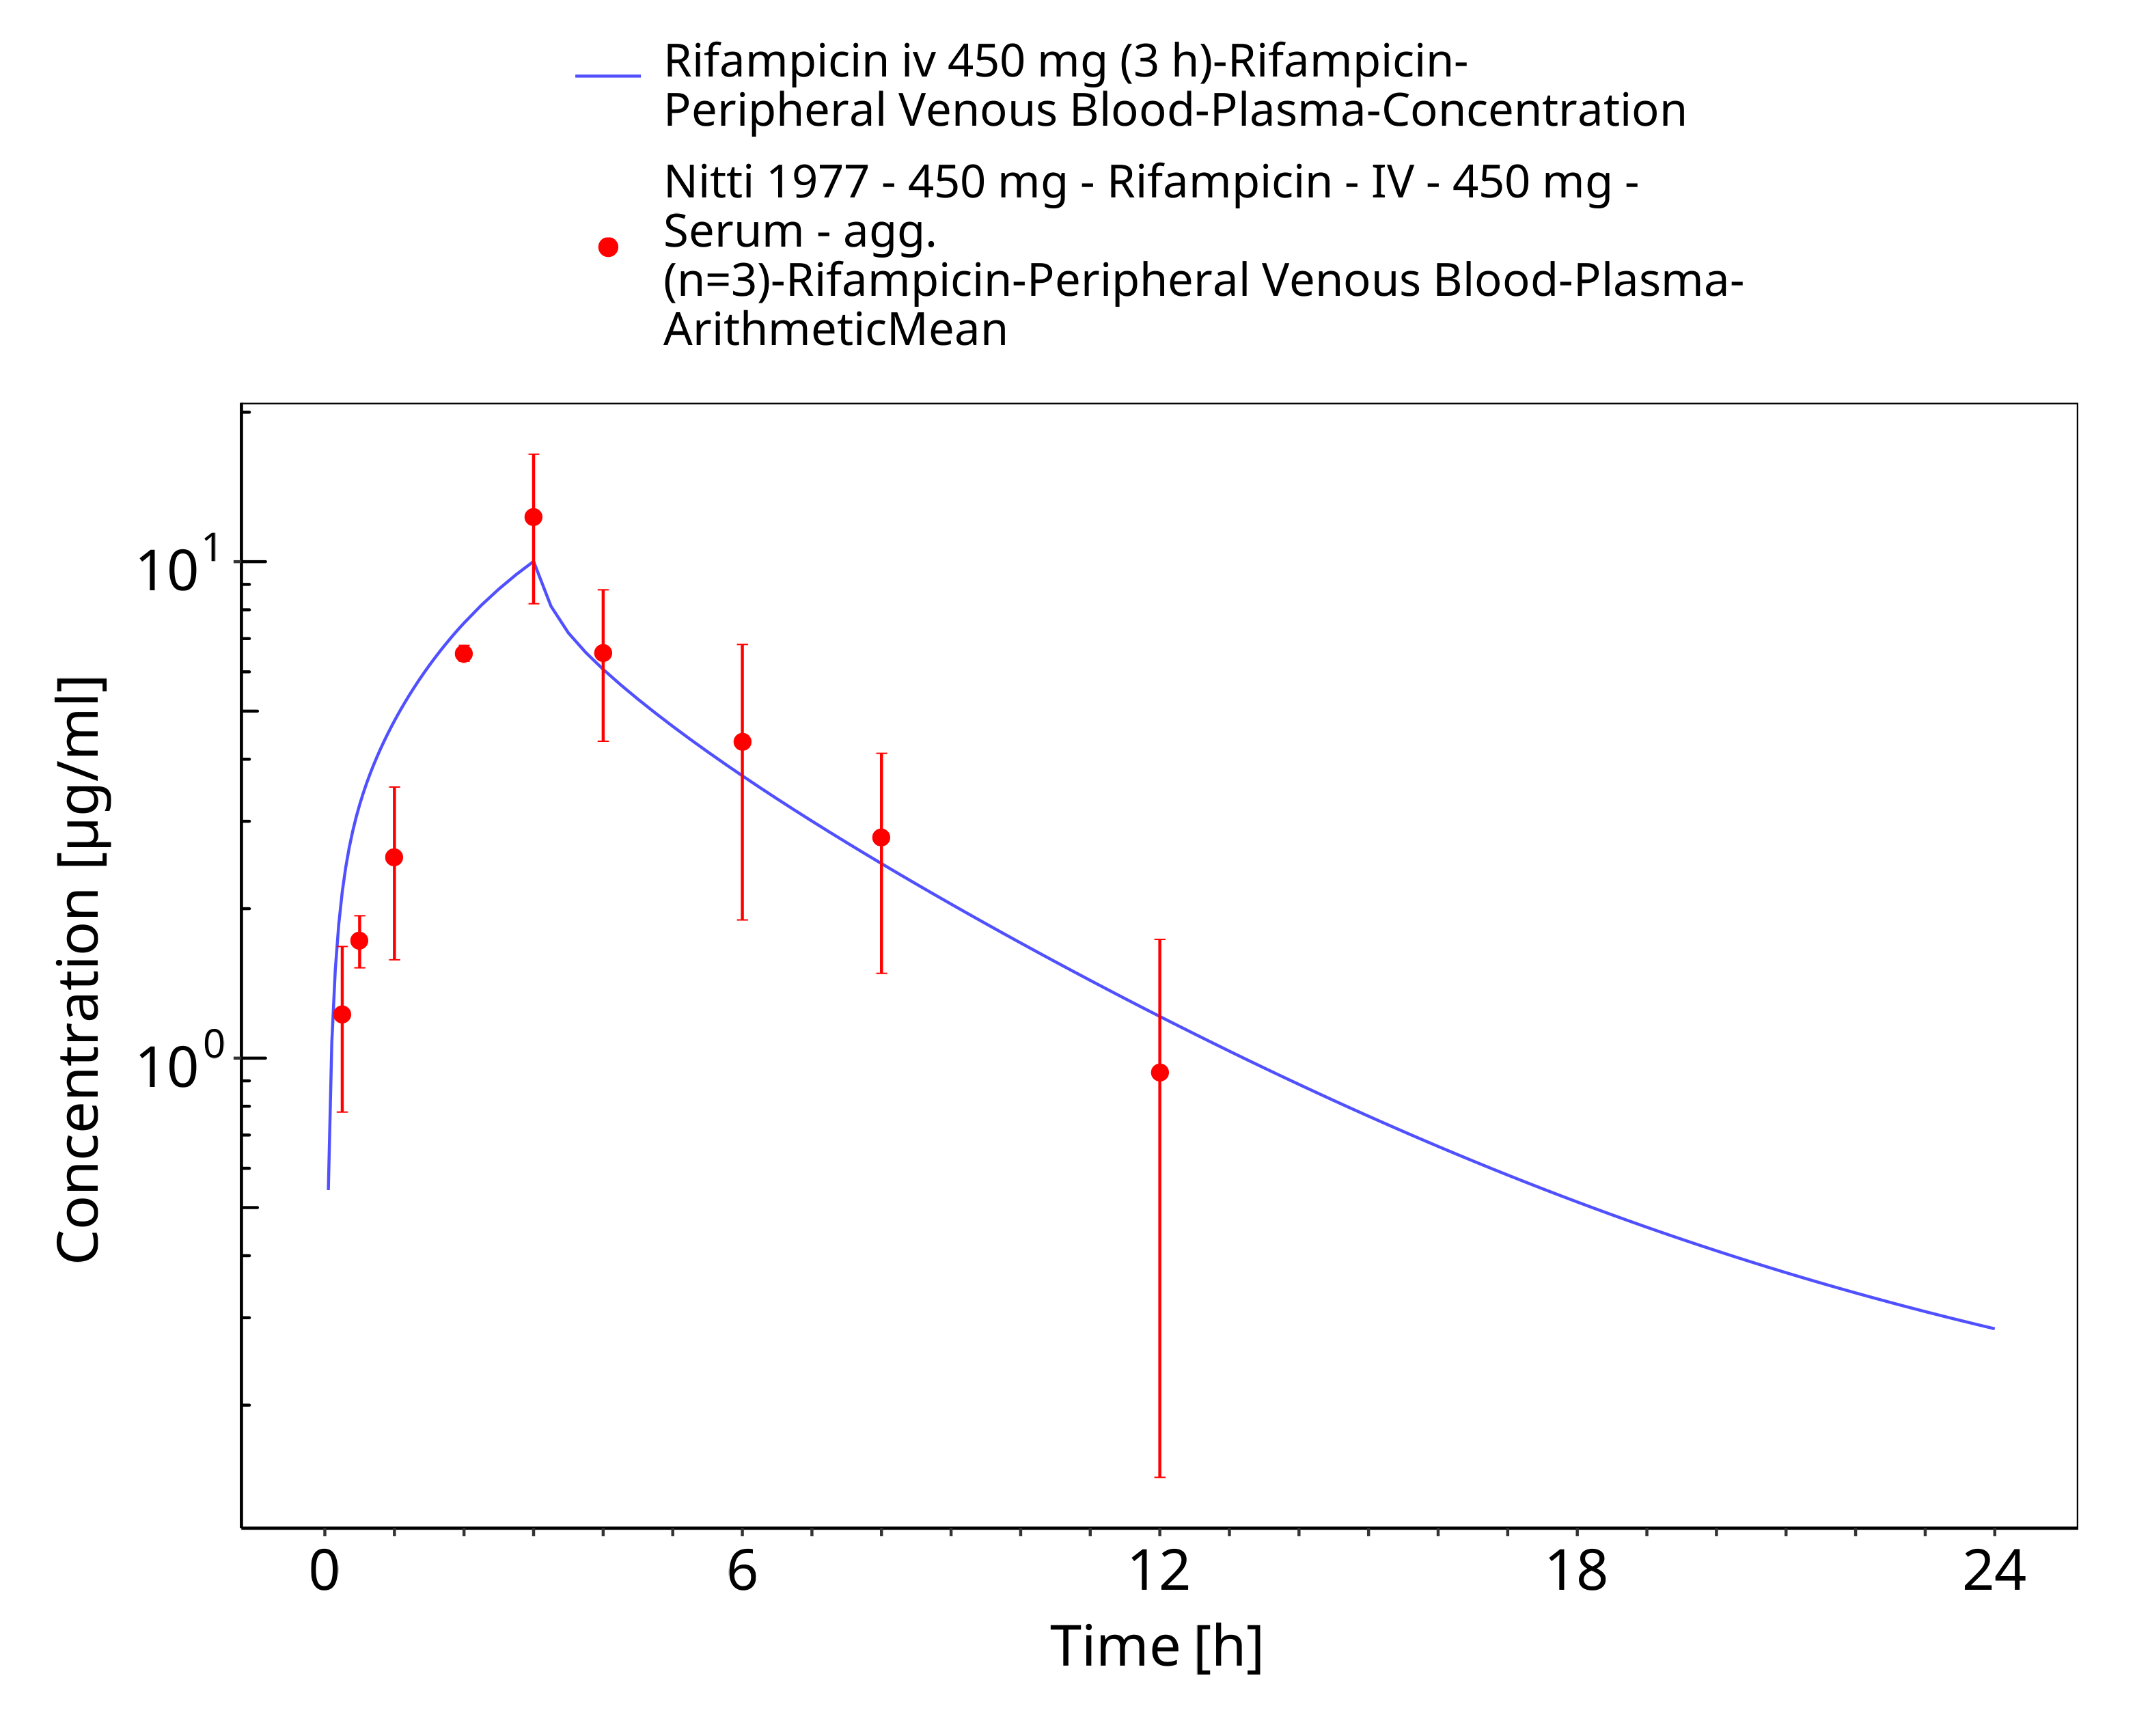 Rifampicin iv 450 mg (3 h)-Rifampicin-
Peripheral Venous Blood-Plasma-Concentration
Nitti 1977 - 450 mg - Rifampicin - IV - 450 mg -
Serum - agg.
(n=3)-Rifampicin-Peripheral Venous Blood-Plasma-
ArithmeticMean
Concentration [µg/ml]
10¹
10⁰
0 6 12 18 24
Time [h]